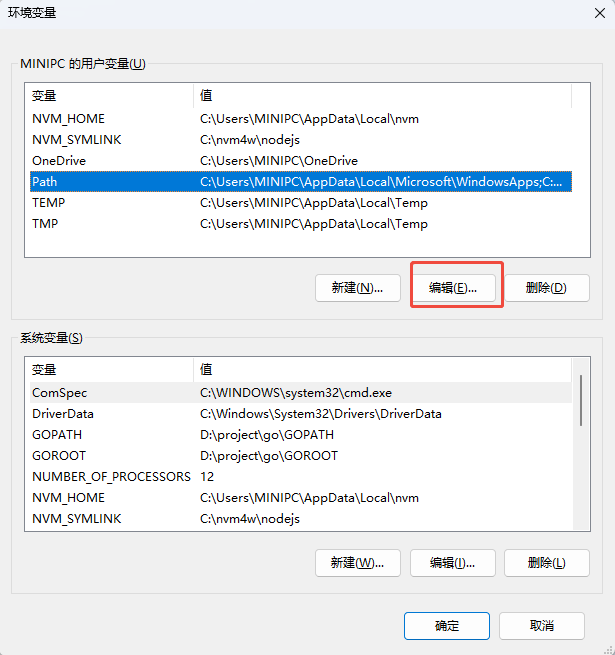 环境变量
MINIPC 的用户变量(U)
变量 值
NVM_HOME C:\Users\MINIPC\AppData\Local\nvm
NVM_SYMLINK C:\nvm4w\nodejs
OneDrive C:\Users\MINIPC\OneDrive
Path C:\Users\MINIPC\AppData\Local\Microsoft\WindowsApps;C:...
TEMP C:\Users\MINIPC\AppData\Local\Temp
TMP C:\Users\MINIPC\AppData\Local\Temp
新建(N)... 编辑(E)... 删除(D)
系统变量(S)
变量 值
ComSpec C:\WINDOWS\system32\cmd.exe
DriverData C:\Windows\System32\Drivers\DriverData
GOPATH D:\project\go\GOPATH
GOROOT D:\project\go\GOROOT
NUMBER_OF_PROCESSORS 12
NVM_HOME C:\Users\MINIPC\AppData\Local\nvm
NVM_SYMLINK C:\nvm4w\nodejs
新建(W)... 编辑(I)... 删除(L)
确定 取消